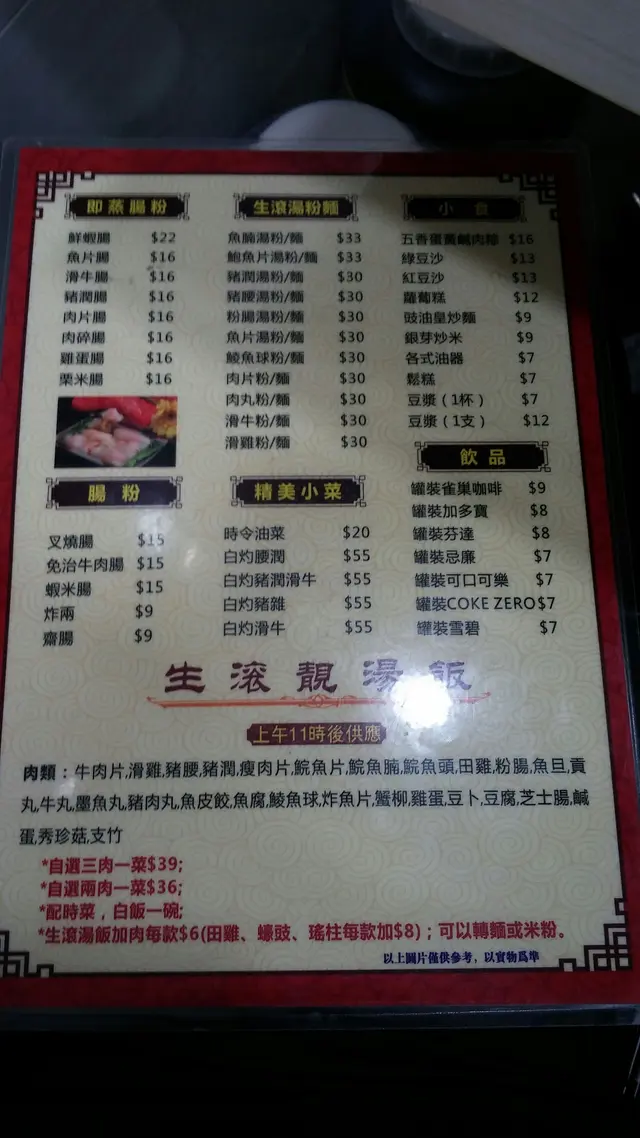 即蒸腸粉
鮮蝦腸 $22
魚片腸 $16
滑牛腸 $16
豬潤腸 $16
肉片腸 $16
肉碎腸 $16
雞蛋腸 $16
栗米腸 $16
腸粉
叉燒腸 $15
免治牛肉腸 $15
蝦米腸 $15
炸兩 $9
齋腸 $9
生滾湯粉麵
魚腩湯粉/麵 $33
鮑魚片湯粉/麵 $33
豬潤湯粉/麵 $30
豬腰湯粉/麵 $30
粉腸湯粉/麵 $30
魚片湯粉/麵 $30
鯪魚球粉/麵 $30
肉片粉/麵 $30
肉丸粉/麵 $30
滑牛粉/麵 $30
滑雞粉/麵 $30
精美小菜
時令油菜 $20
白灼腰潤 $55
白灼豬潤滑牛 $55
白灼豬雜 $55
白灼滑牛 $55
小食
五香蛋黃鹹肉糭 $16
綠豆沙 $13
紅豆沙 $13
蘿蔔糕 $12
豉油皇炒麵 $9
銀芽炒米 $9
各式油器 $7
鬆糕 $7
豆漿（1杯） $7
豆漿（1支） $12
飲品
罐裝雀巢咖啡 $9
罐裝加多寶 $8
罐裝芬達 $8
罐裝忌廉 $7
罐裝可口可樂 $7
罐裝COKE ZERO $7
罐裝雪碧 $7
生滾靚湯飯
上午11時後供應
肉類：牛肉片,滑雞,豬腰,豬潤,瘦肉片,鯇魚片,鯇魚腩,鯇魚頭,田雞,粉腸,魚旦,貢
丸,牛丸,墨魚丸,豬肉丸,魚皮餃,魚腐,鯪魚球,炸魚片,蟹柳,雞蛋,豆卜,豆腐,芝士腸,鹹
蛋,秀珍菇,支竹
*自選三肉一菜$39;
*自選兩肉一菜$36;
*配時菜，白飯一碗;
*生滾湯飯加肉每款$6(田雞、蠔豉、瑤柱每款加$8)；可以轉麵或米粉。
以上圖片僅供參考，以實物爲準